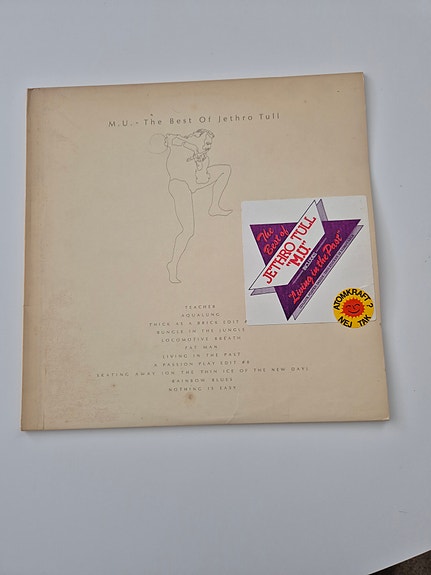 M.U. - The Best Of Jethro Tull
"The
Best of
JETHRO TULL
"M.U."
INCLUDES
"Living in the Past"
ATOMKRAFT?
NEJ TAK
TEACHER
AQUALUNG
THICK AS A BRICK EDIT #
BUNGLE IN THE JUNGLE
LOCOMOTIVE BREATH
FAT MAN
LIVING IN THE PAST
A PASSION PLAY EDIT #8
SKATING AWAY (ON THE THIN ICE OF THE NEW DAY)
RAINBOW BLUES
NOTHING IS EASY